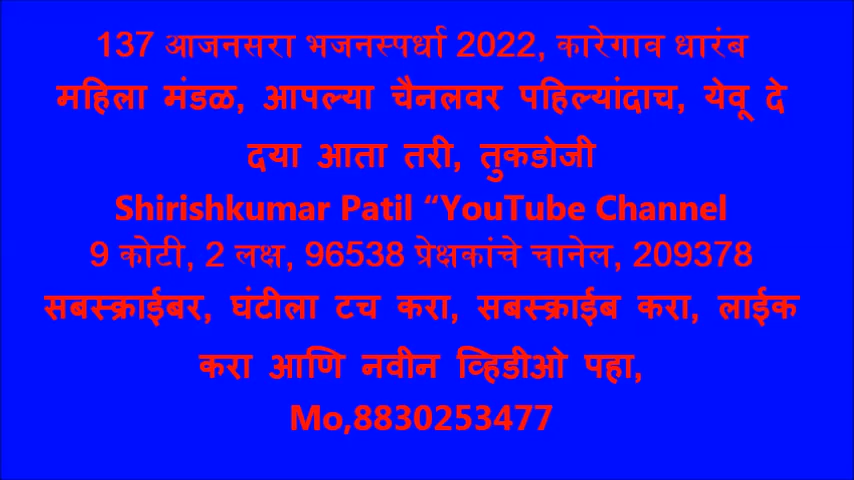 137 आजनसरा भजनस्पर्धा 2022, कारेगाव धारंब
महिला मंडळ, आपल्या चैनलवर पहिल्यांदाच, येवू दे
दया आता तरी, तुकडोजी
Shirishkumar Patil “YouTube Channel
9 कोटी, 2 लक्ष, 96538 प्रेक्षकांचे चानेल, 209378
सबस्क्राईबर, घंटीला टच करा, सबस्क्राईब करा, लाईक
करा आणि नवीन व्हिडीओ पहा,
Mo,8830253477